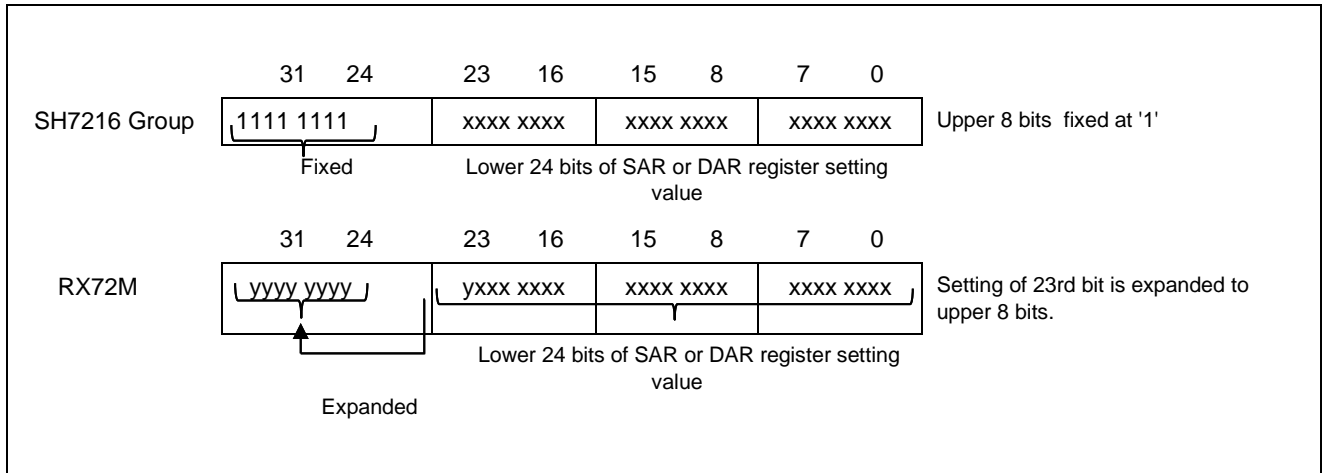 31 24 23 16 15 8 7 0
SH7216 Group 1111 1111 xxxx xxxx xxxx xxxx xxxx xxxx Upper 8 bits fixed at '1'
Fixed Lower 24 bits of SAR or DAR register setting
value
31 24 23 16 15 8 7 0
RX72M yyyy yyyy yxxx xxxx xxxx xxxx xxxx xxxx Setting of 23rd bit is expanded to
upper 8 bits.
Lower 24 bits of SAR or DAR register setting
value
Expanded